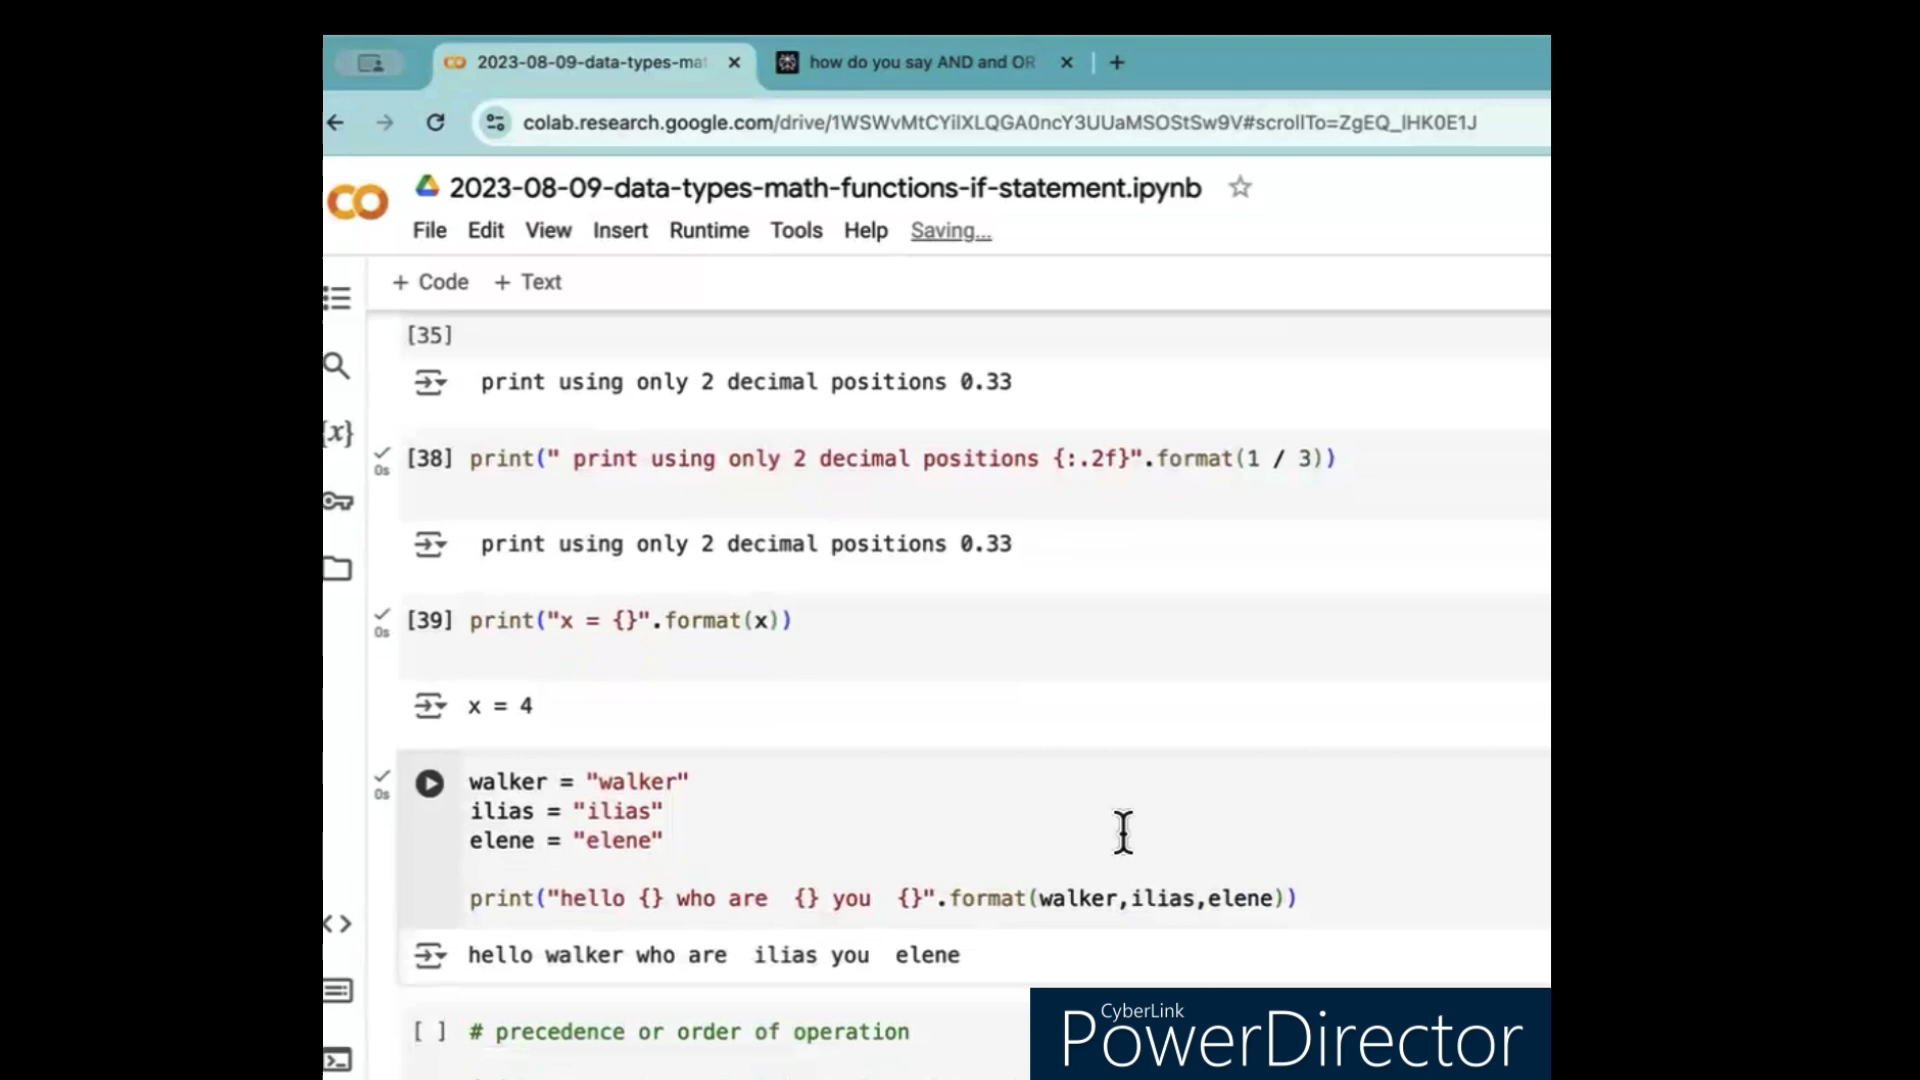 2023-08-09-data-types-mat
how do you say AND and OR
colab.research.google.com/drive/1WSWvMtCYilXLQGA0ncY3UUaMSOStSw9V#scrollTo=ZgEQ_lHK0E1J
CO
2023-08-09-data-types-math-functions-if-statement.ipynb
File Edit View Insert Runtime Tools Help Saving...
+ Code + Text
[35]
print using only 2 decimal positions 0.33
{x}
0s
[38] print(" print using only 2 decimal positions {:.2f}".format(1 / 3))
print using only 2 decimal positions 0.33
0s
[39] print("x = {}".format(x))
x = 4
0s
walker = "walker"
ilias = "ilias"
elene = "elene"
print("hello {} who are  {} you  {}".format(walker,ilias,elene))
hello walker who are  ilias you  elene
[ ] # precedence or order of operation
CyberLink
PowerDirector